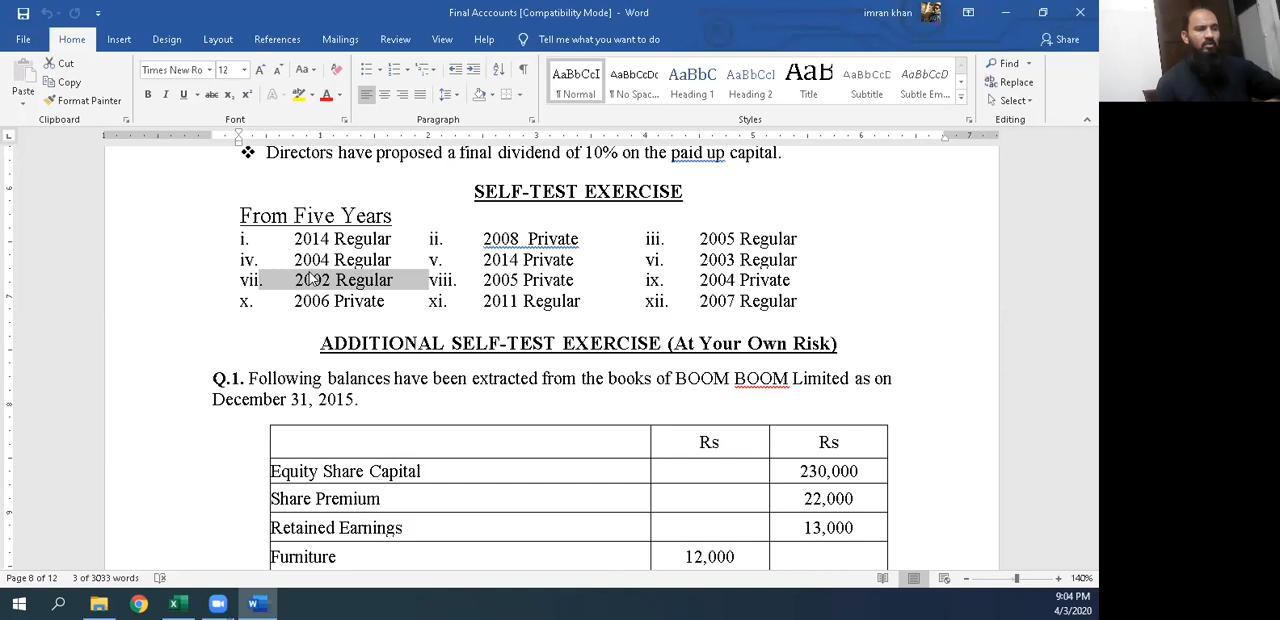 Final Acccounts [Compatibility Mode] - Word
imran khan
File Home Insert Design Layout References Mailings Review View Help Tell me what you want to do Share
Paste
Cut
Copy
Format Painter
Clipboard
Times New Ro 12
Font
Paragraph
AaBbCcI AaBbCcDc AaBbC AaBbCcI AaB AaBbCcD AaBbCcD
¶ Normal ¶ No Spac... Heading 1 Heading 2 Title Subtitle Subtle Em...
Styles
Find
Replace
Select
Editing
❖ Directors have proposed a final dividend of 10% on the paid up capital.
SELF-TEST EXERCISE
From Five Years
i. 2014 Regular ii. 2008 Private iii. 2005 Regular
iv. 2004 Regular v. 2014 Private vi. 2003 Regular
vii. 2002 Regular viii. 2005 Private ix. 2004 Private
x. 2006 Private xi. 2011 Regular xii. 2007 Regular
ADDITIONAL SELF-TEST EXERCISE (At Your Own Risk)
Q.1. Following balances have been extracted from the books of BOOM BOOM Limited as on
December 31, 2015.
Rs Rs
Equity Share Capital 230,000
Share Premium 22,000
Retained Earnings 13,000
Furniture 12,000
Page 8 of 12 3 of 3033 words 140%
9:04 PM
4/3/2020